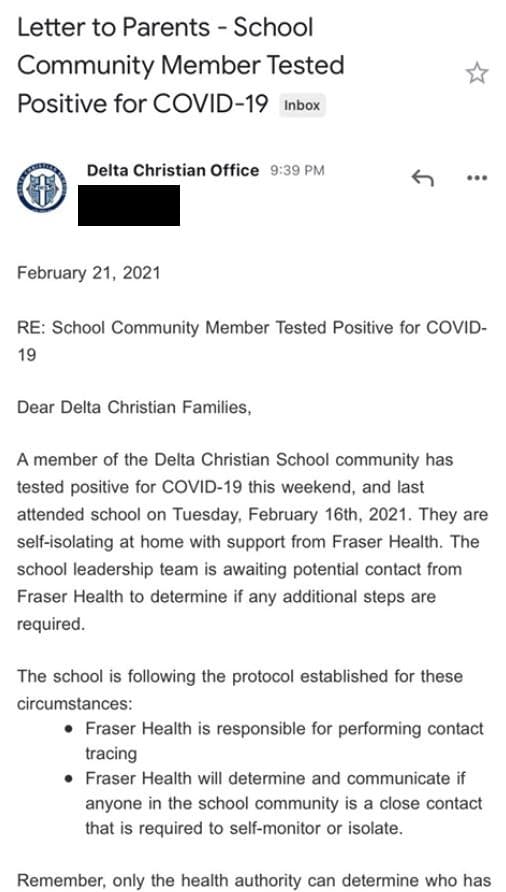 Letter to Parents - School
Community Member Tested
Positive for COVID-19 Inbox
Delta Christian Office 9:39 PM
February 21, 2021
RE: School Community Member Tested Positive for COVID-
19
Dear Delta Christian Families,
A member of the Delta Christian School community has
tested positive for COVID-19 this weekend, and last
attended school on Tuesday, February 16th, 2021. They are
self-isolating at home with support from Fraser Health. The
school leadership team is awaiting potential contact from
Fraser Health to determine if any additional steps are
required.
The school is following the protocol established for these
circumstances:
• Fraser Health is responsible for performing contact
tracing
• Fraser Health will determine and communicate if
anyone in the school community is a close contact
that is required to self-monitor or isolate.
Remember, only the health authority can determine who has